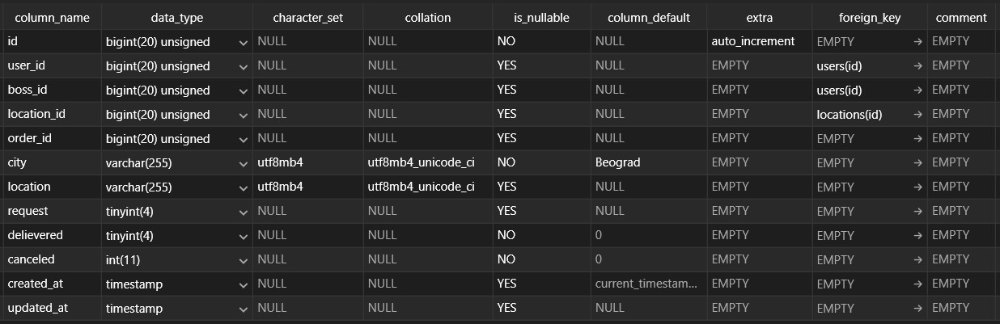 column_name data_type character_set collation is_nullable column_default extra foreign_key comment
id bigint(20) unsigned NULL NULL NO NULL auto_increment EMPTY EMPTY
user_id bigint(20) unsigned NULL NULL YES NULL EMPTY users(id) EMPTY
boss_id bigint(20) unsigned NULL NULL YES NULL EMPTY users(id) EMPTY
location_id bigint(20) unsigned NULL NULL YES NULL EMPTY locations(id) EMPTY
order_id bigint(20) unsigned NULL NULL YES NULL EMPTY EMPTY EMPTY
city varchar(255) utf8mb4 utf8mb4_unicode_ci NO Beograd EMPTY EMPTY EMPTY
location varchar(255) utf8mb4 utf8mb4_unicode_ci YES NULL EMPTY EMPTY EMPTY
request tinyint(4) NULL NULL YES NULL EMPTY EMPTY EMPTY
delievered tinyint(4) NULL NULL NO 0 EMPTY EMPTY EMPTY
canceled int(11) NULL NULL NO 0 EMPTY EMPTY EMPTY
created_at timestamp NULL NULL YES current_timestam... EMPTY EMPTY EMPTY
updated_at timestamp NULL NULL YES NULL EMPTY EMPTY EMPTY